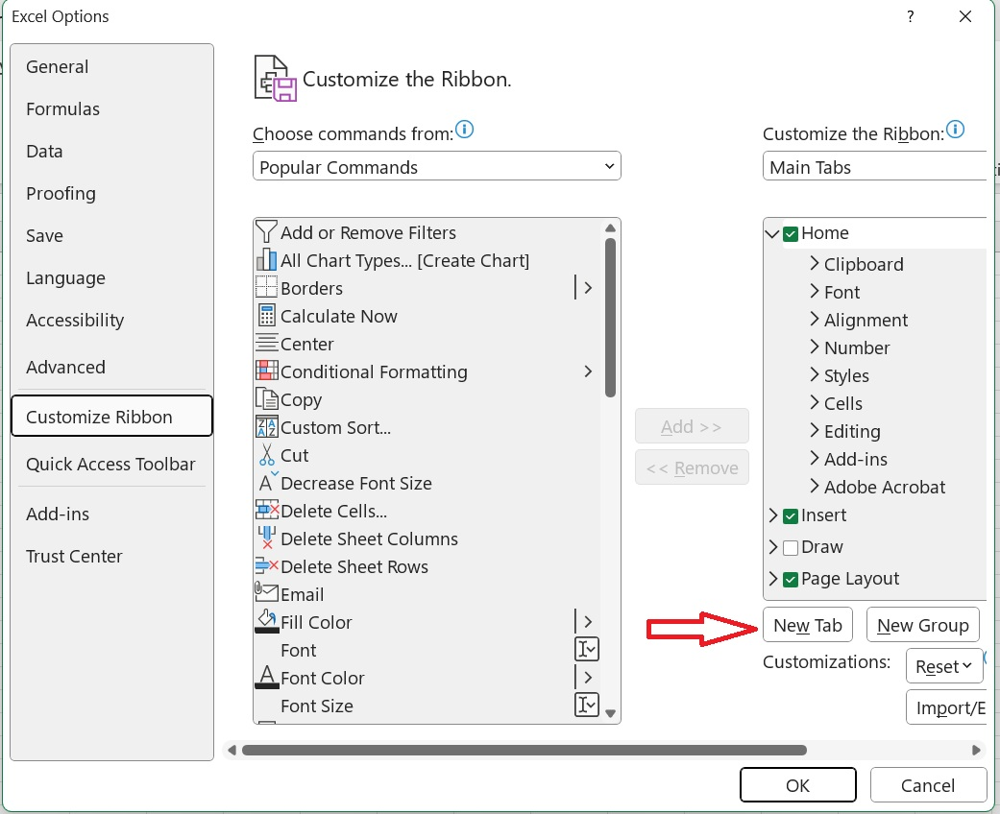 Excel Options
?
General
Formulas
Data
Proofing
Save
Language
Accessibility
Advanced
Customize Ribbon
Quick Access Toolbar
Add-ins
Trust Center
Customize the Ribbon.
Choose commands from:
Popular Commands
Add or Remove Filters
All Chart Types... [Create Chart]
Borders
Calculate Now
Center
Conditional Formatting
Copy
Custom Sort...
Cut
Decrease Font Size
Delete Cells...
Delete Sheet Columns
Delete Sheet Rows
Email
Fill Color
Font
Font Color
Font Size
Add >>
<< Remove
Customize the Ribbon:
Main Tabs
Home
Clipboard
Font
Alignment
Number
Styles
Cells
Editing
Add-ins
Adobe Acrobat
Insert
Draw
Page Layout
New Tab New Group
Customizations: Reset
Import/E
OK Cancel